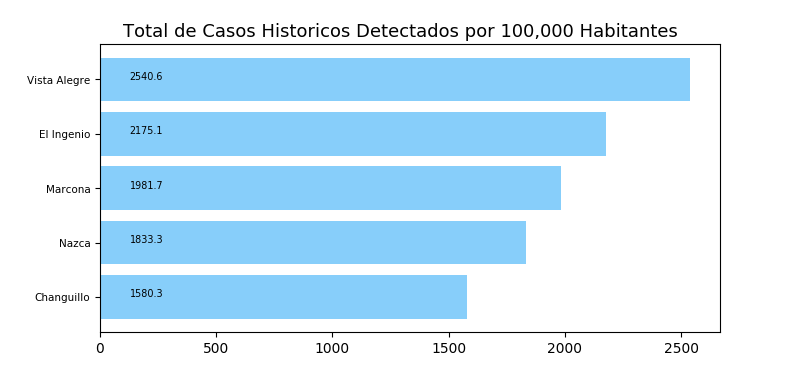 Total de Casos Historicos Detectados por 100,000 Habitantes
Vista Alegre 2540.6
El Ingenio 2175.1
Marcona 1981.7
Nazca 1833.3
Changuillo 1580.3
0 500 1000 1500 2000 2500